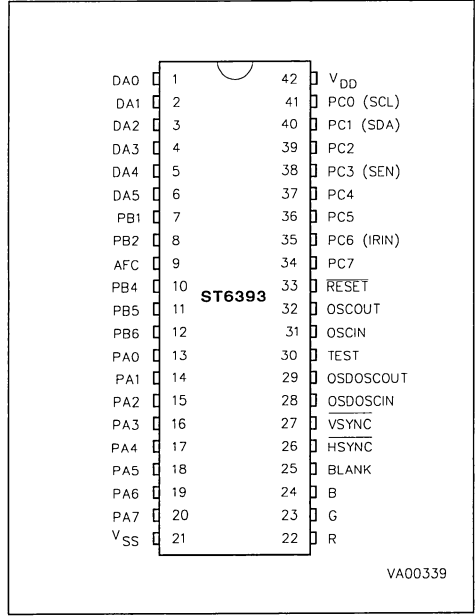 DA0 1 42 VDD
DA1 2 41 PC0 (SCL)
DA2 3 40 PC1 (SDA)
DA3 4 39 PC2
DA4 5 38 PC3 (SEN)
DA5 6 37 PC4
PB1 7 36 PC5
PB2 8 35 PC6 (IRIN)
AFC 9 34 PC7
PB4 10 33 RESET
ST6393
PB5 11 32 OSCOUT
PB6 12 31 OSCIN
PA0 13 30 TEST
PA1 14 29 OSDOSCOUT
PA2 15 28 OSDOSCIN
PA3 16 27 VSYNC
PA4 17 26 HSYNC
PA5 18 25 BLANK
PA6 19 24 B
PA7 20 23 G
VSS 21 22 R
VA00339